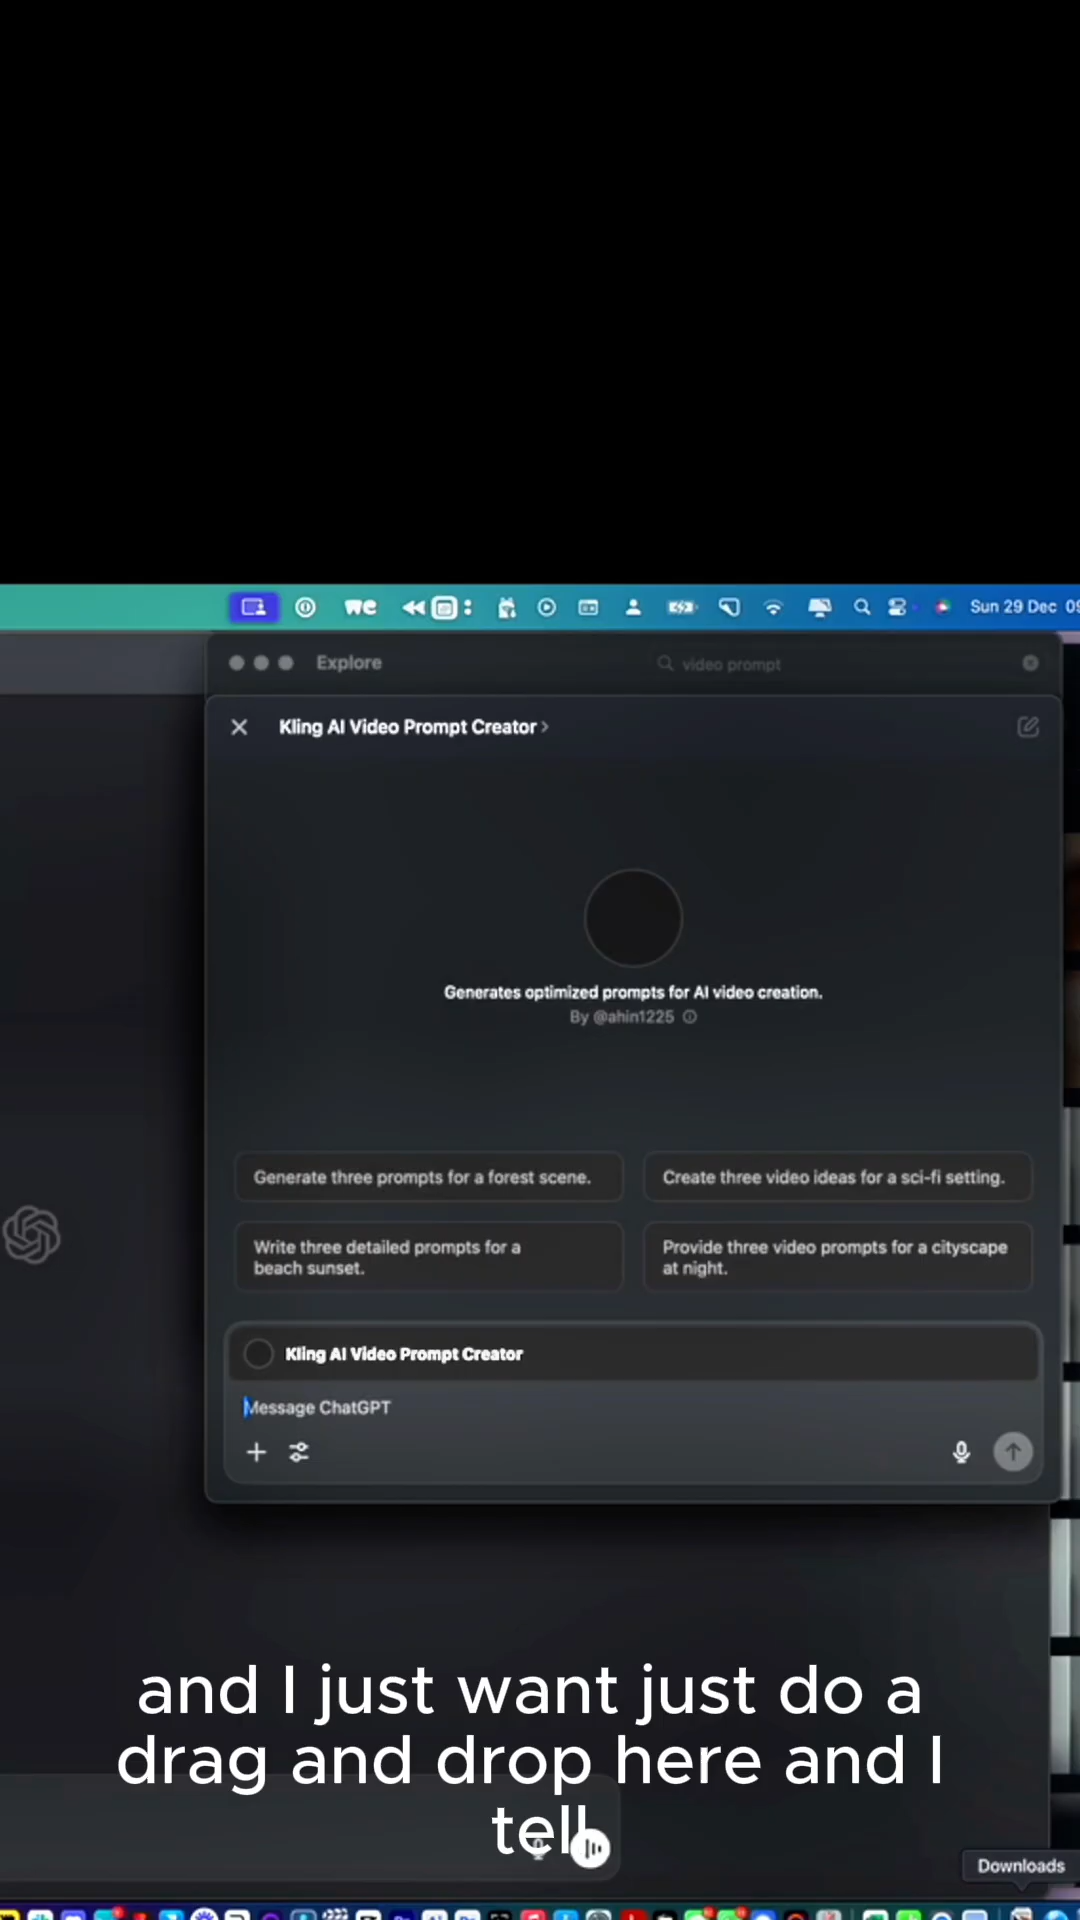 we
Sun 29 Dec
Explore
video prompt
Kling AI Video Prompt Creator >
Generates optimized prompts for AI video creation.
By @ahin1225
Generate three prompts for a forest scene.
Create three video ideas for a sci-fi setting.
Write three detailed prompts for a
beach sunset.
Provide three video prompts for a cityscape
at night.
Kling AI Video Prompt Creator
Message ChatGPT
and I just want just do a
drag and drop here and I
tell
Downloads